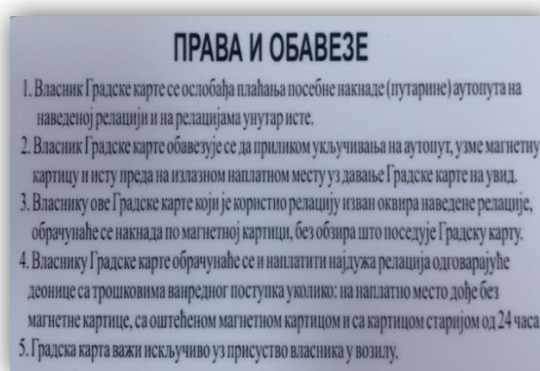 ПРАВА И ОБАВЕЗЕ
1. Власник Градске карте се ослобађа плаћања посебне накнаде (путарине) аутопута на
наведеној релацији и на релацијама унутар исте.
2. Власник Градске карте обавезује се да приликом укључивања на аутопут, узме магнетну
картицу и исту преда на излазном наплатном месту уз давање Градске карте на увид.
3. Власнику ове Градске карте који је користио релацију изван оквира наведене релације,
обрачунаће се накнада по магнетној картици, без обзира што поседује Градску карту.
4. Власнику Градске карте обрачунаће се и наплатити најдужа релација одговарајуће
деонице са трошковима ванредног поступка уколико: на наплатно место дође без
магнетне картице, са оштећеном магнетном картицом и са картицом старијом од 24 часа
5. Градска карта важи искључиво уз присуство власника у возилу.